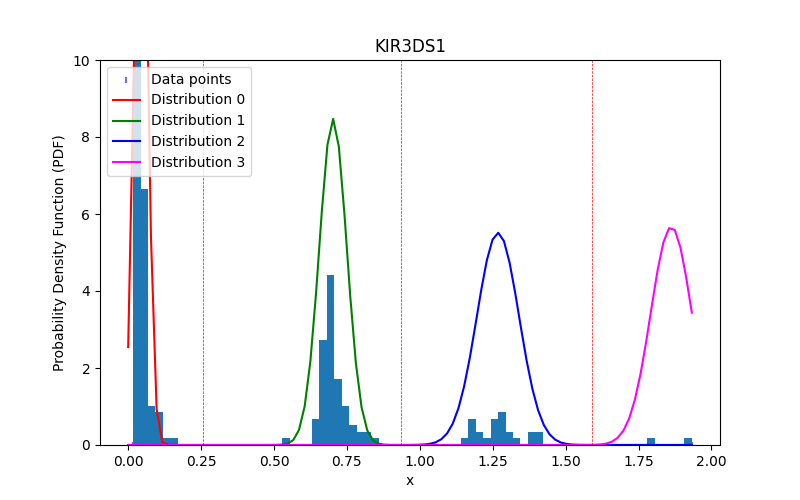 KIR3DS1
Probability Density Function (PDF)
10
8
6
4
2
0
Data points
Distribution 0
Distribution 1
Distribution 2
Distribution 3
0.00 0.25 0.50 0.75 1.00 1.25 1.50 1.75 2.00
x